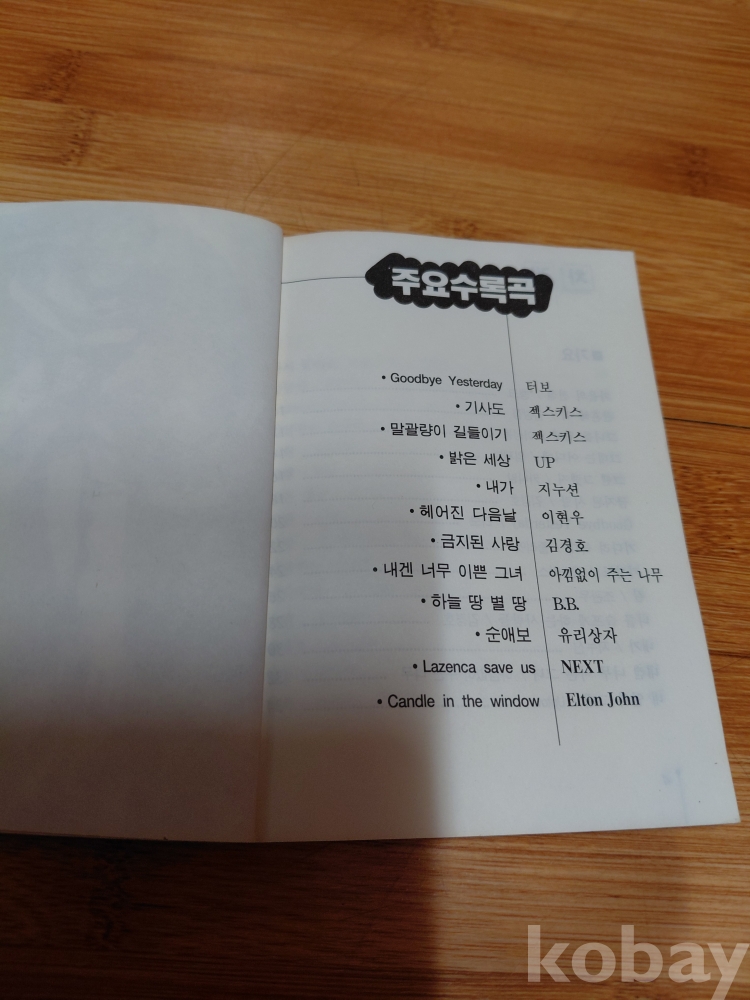 주요수록곡
• Goodbye Yesterday 터보
• 기사도 젝스키스
• 말괄량이 길들이기 젝스키스
• 밝은 세상 UP
• 내가 지누션
• 헤어진 다음날 이현우
• 금지된 사랑 김경호
• 내겐 너무 이쁜 그녀 아낌없이 주는 나무
• 하늘 땅 별 땅 B.B.
• 순애보 유리상자
• Lazenca save us NEXT
• Candle in the window Elton John
kobay